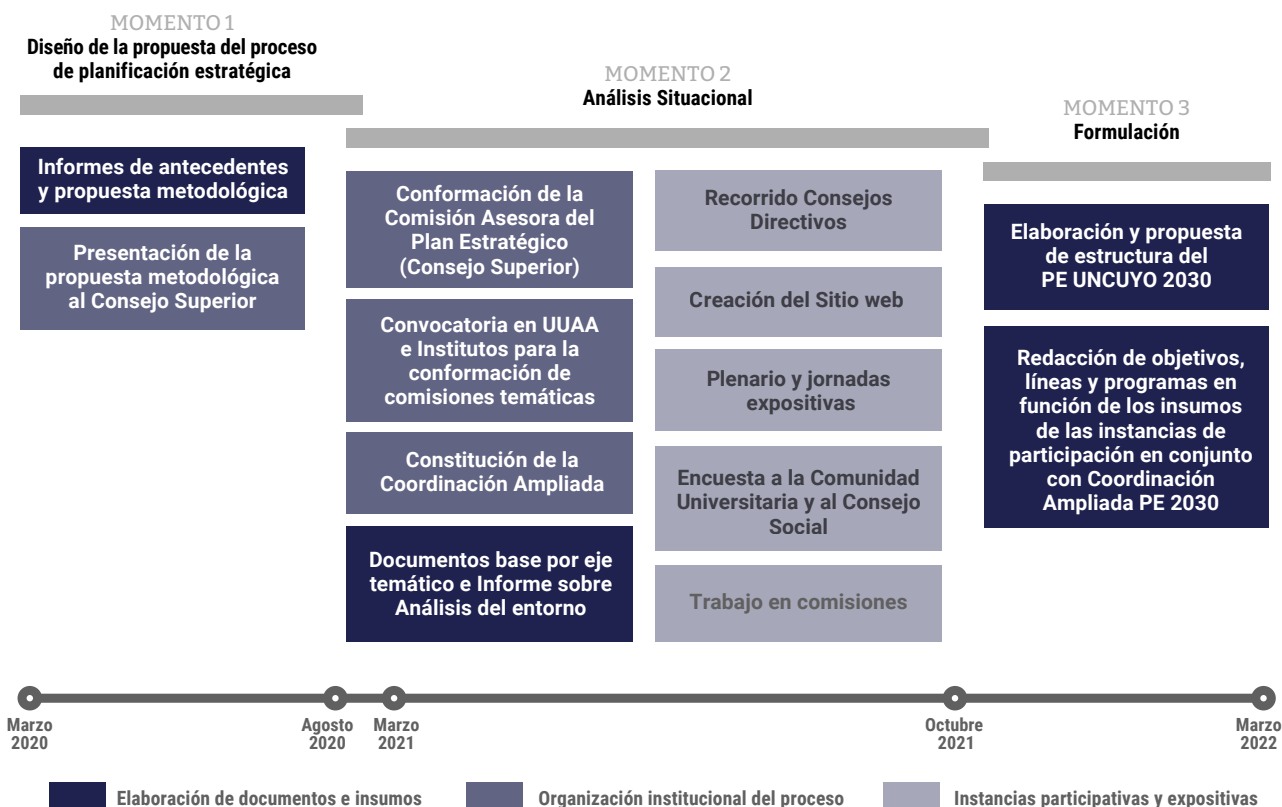 MOMENTO 1
Diseño de la propuesta del proceso
de planificación estratégica
Informes de antecedentes
y propuesta metodológica
Presentación de la
propuesta metodológica
al Consejo Superior
MOMENTO 2
Análisis Situacional
Conformación de la
Comisión Asesora del
Plan Estratégico
(Consejo Superior)
Convocatoria en UUAA
e Institutos para la
conformación de
comisiones temáticas
Constitución de la
Coordinación Ampliada
Documentos base por eje
temático e Informe sobre
Análisis del entorno
Recorrido Consejos
Directivos
Creación del Sitio web
Plenario y jornadas
expositivas
Encuesta a la Comunidad
Universitaria y al Consejo
Social
Trabajo en comisiones
MOMENTO 3
Formulación
Elaboración y propuesta
de estructura del
PE UNCUYO 2030
Redacción de objetivos,
líneas y programas en
función de los insumos
de las instancias de
participación en conjunto
con Coordinación
Ampliada PE 2030
Marzo
2020
Agosto
2020
Marzo
2021
Octubre
2021
Marzo
2022
Elaboración de documentos e insumos
Organización institucional del proceso
Instancias participativas y expositivas